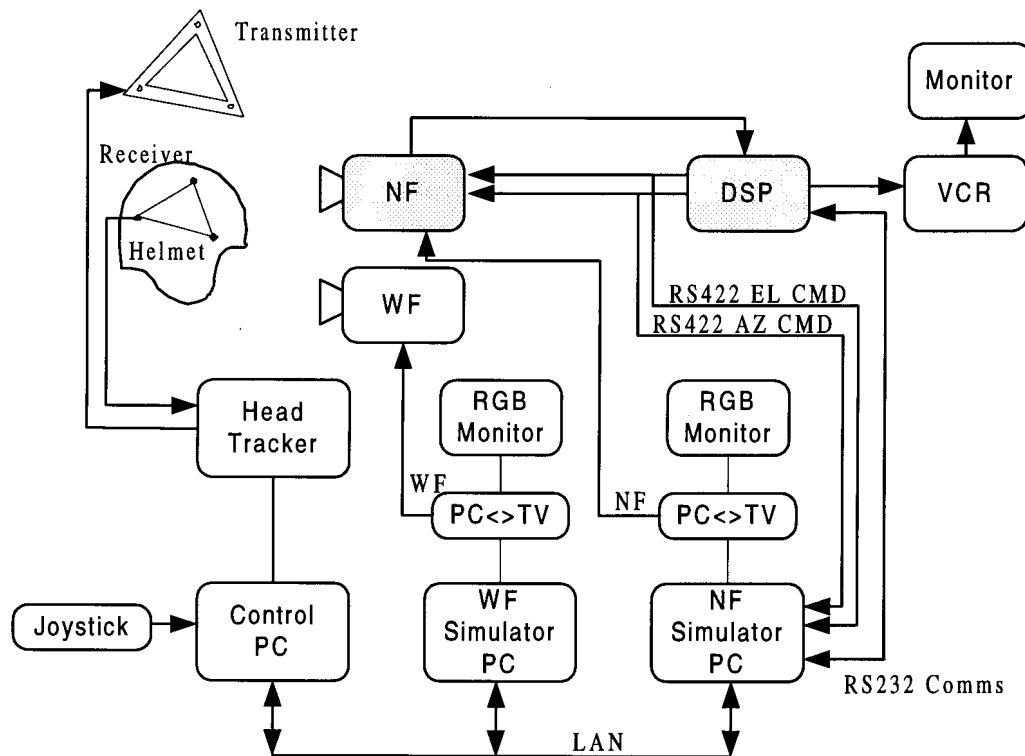 Transmitter
Monitor
Receiver
NF
DSP
VCR
Helmet
WF
RS422 EL CMD
RS422 AZ CMD
Head
Tracker
RGB
Monitor
RGB
Monitor
WF
NF
PC<>TV
PC<>TV
Joystick
Control
PC
WF
Simulator
PC
NF
Simulator
PC
RS232 Comms
LAN